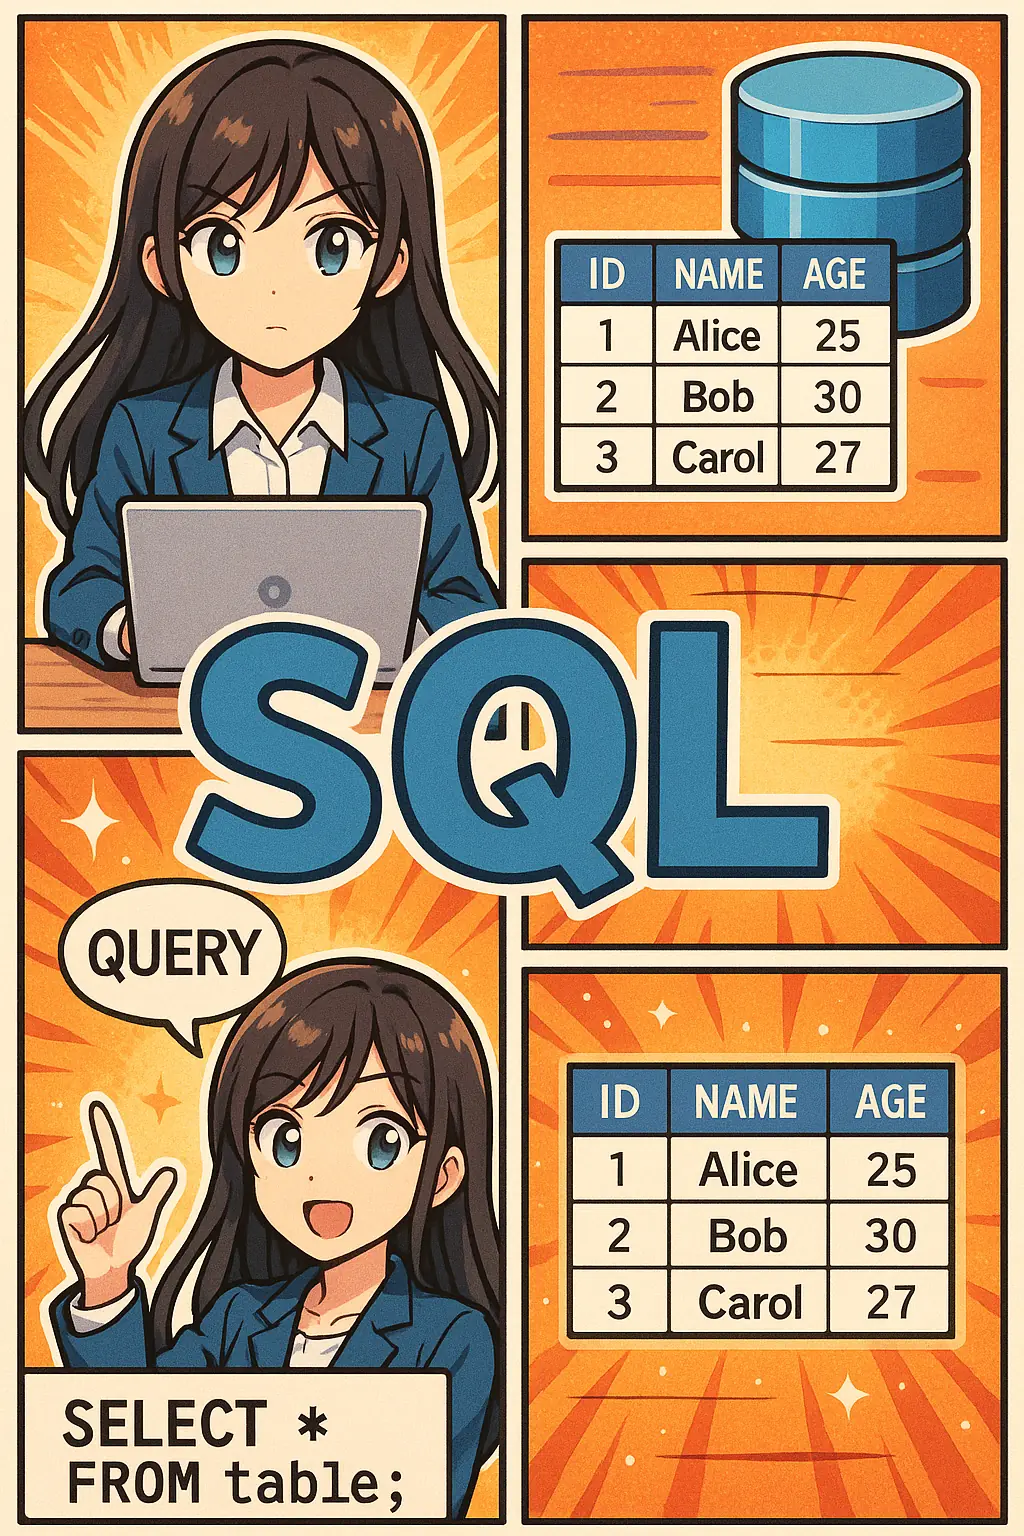 ID NAME AGE
1 Alice 25
2 Bob 30
3 Carol 27
SQL
QUERY
SELECT *
FROM table;
ID NAME AGE
1 Alice 25
2 Bob 30
3 Carol 27